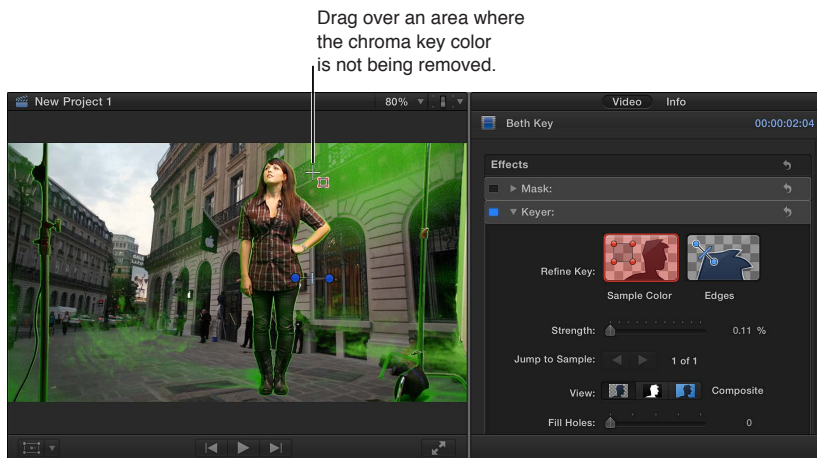 Drag over an area where
the chroma key color
is not being removed.
New Project 1
80%
Video Info
Beth Key 00:00:02:04
Effects
Mask:
Keyer:
Refine Key:
Sample Color Edges
Strength: 0.11 %
Jump to Sample: 1 of 1
View: Composite
Fill Holes: 0